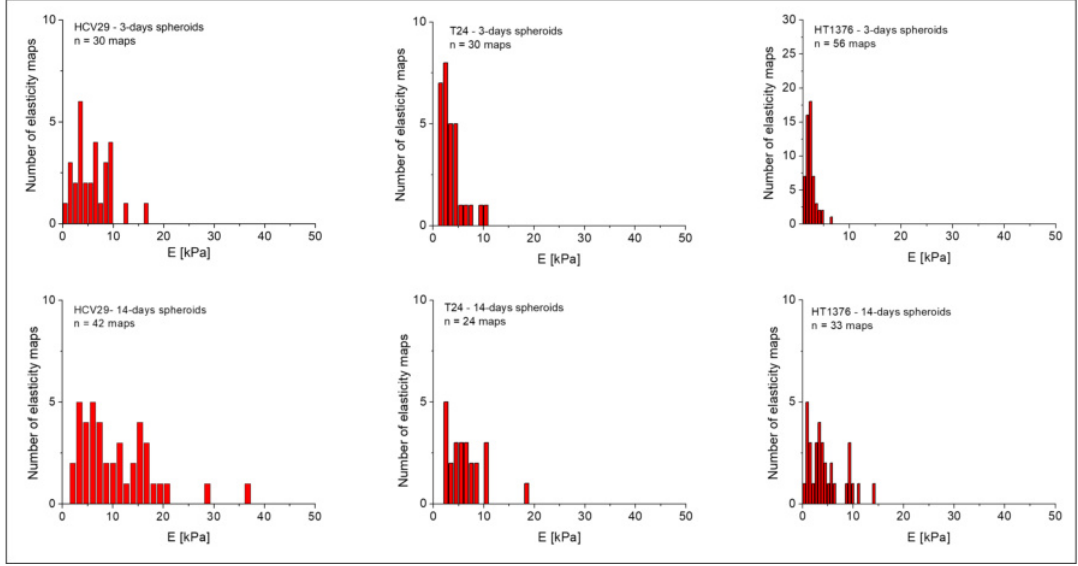 HCV29 - 3-days spheroids
n = 30 maps
Number of elasticity maps
10
5
0
0 10 20 30 40 50
E [kPa]
T24 - 3-days spheroids
n = 30 maps
Number of elasticity maps
10
5
0
0 10 20 30 40 50
E [kPa]
HT1376 - 3-days spheroids
n = 56 maps
Number of elasticity maps
30
25
20
15
10
5
0
10 20 30 40 50
E [kPa]
HCV29- 14-days spheroids
n = 42 maps
Number of elasticity maps
10
5
0
0 10 20 30 40 50
E [kPa]
T24 - 14-days spheroids
n = 24 maps
Number of elasticity maps
10
5
0
0 10 20 30 40 50
E [kPa]
HT1376 - 14-days spheroids
n = 33 maps
Number of elasticity maps
10
5
0
0 10 20 30 40 50
E [kPa]